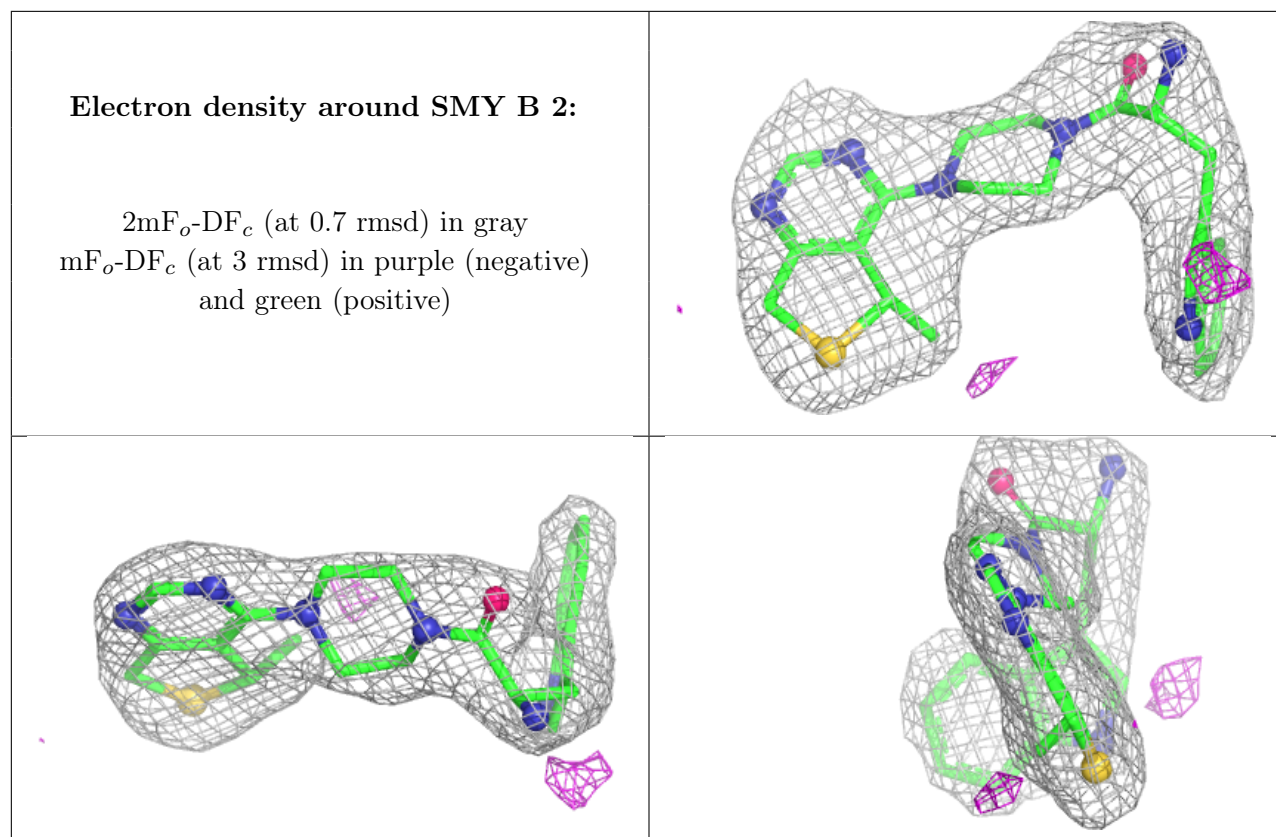 Electron density around SMY B 2:
2mFₒ-DF𝒸 (at 0.7 rmsd) in gray
mFₒ-DF𝒸 (at 3 rmsd) in purple (negative)
and green (positive)